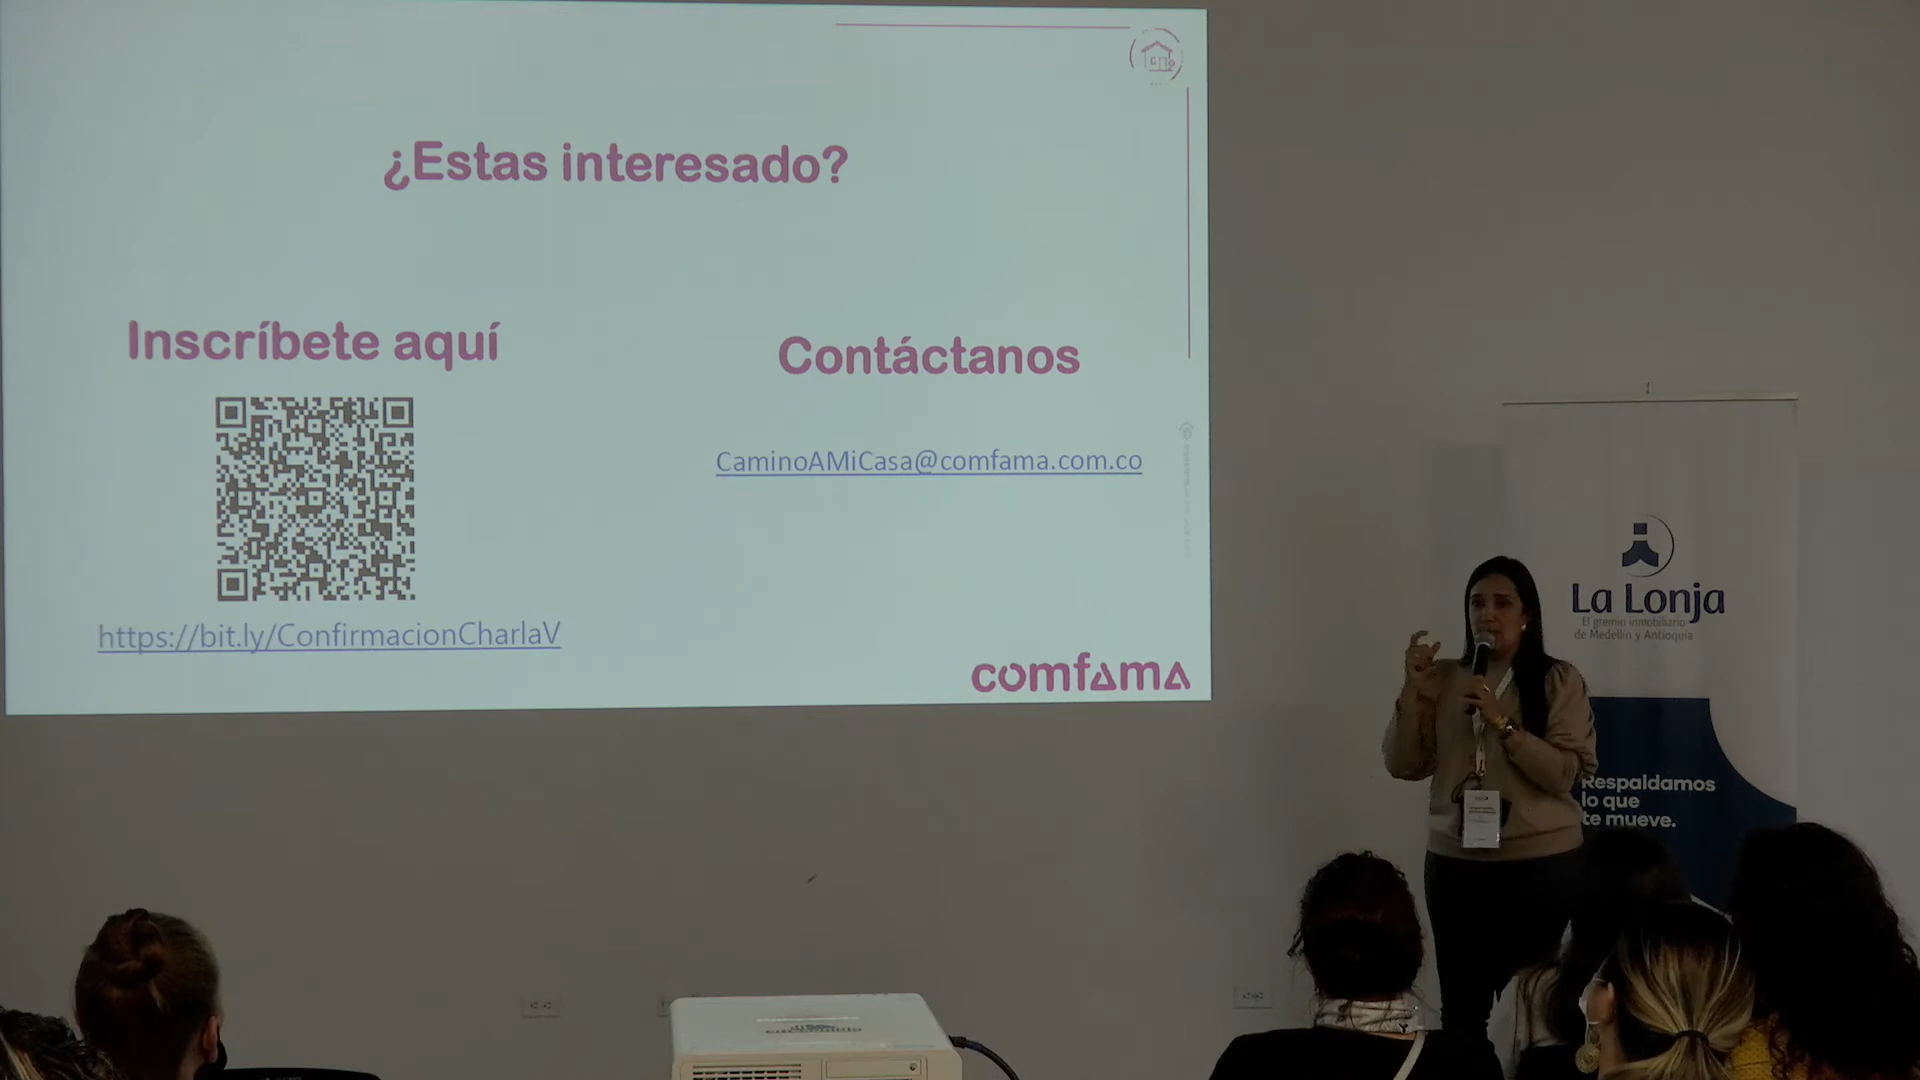 ¿Estas interesado?
Inscríbete aquí
Contáctanos
CaminoAMiCasa@comfama.com.co
https://bit.ly/ConfirmacionCharlaV
comfama
La Lonja
El gremio inmobiliario
de Medellín y Antioquia
Respaldamos
lo que
te mueve.